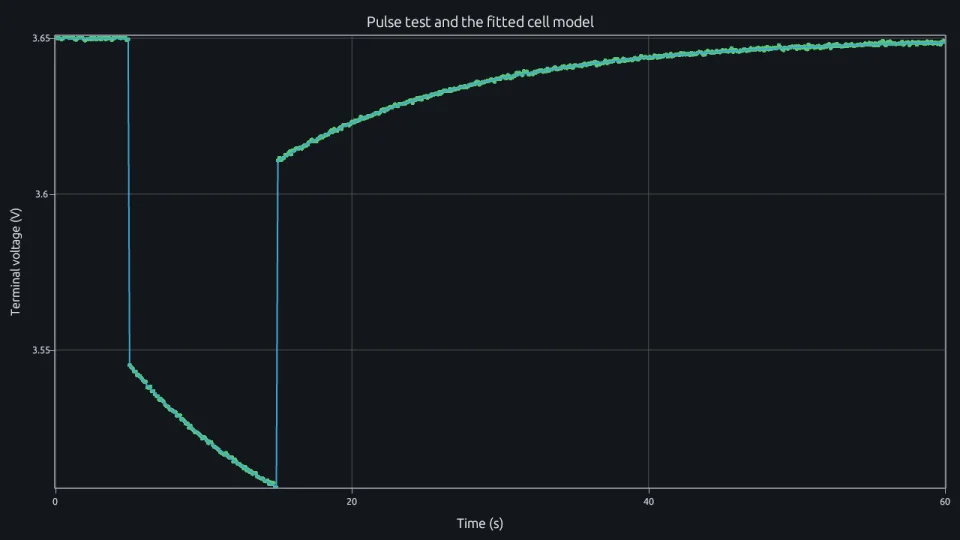 Pulse test and the fitted cell model
Terminal voltage (V)
3.65
3.6
3.55
0
20
40
60
Time (s)